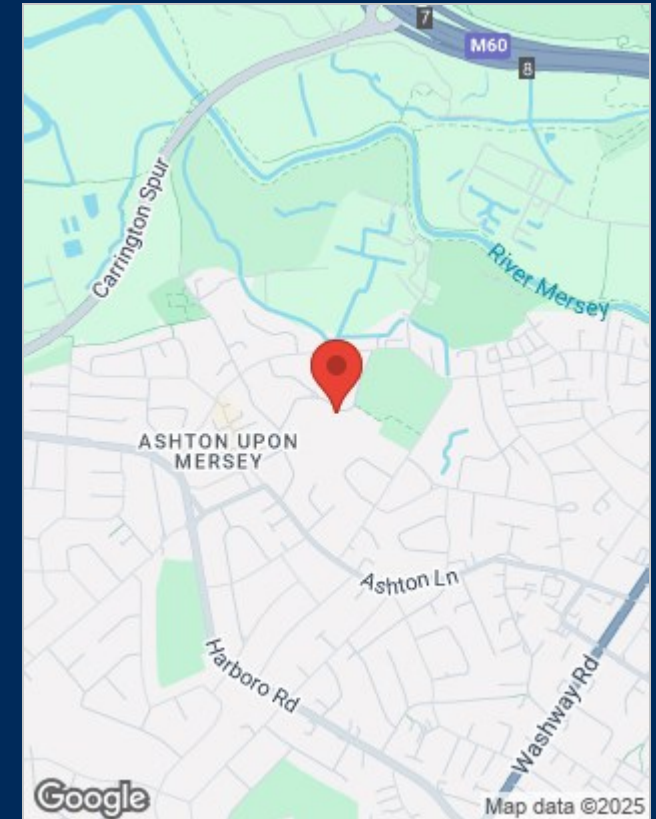 7
M60
8
Carrington Spur
River Mersey
ASHTON UPON
MERSEY
Ashton Ln
Harboro Rd
Washway Rd
Google
Map data ©2025